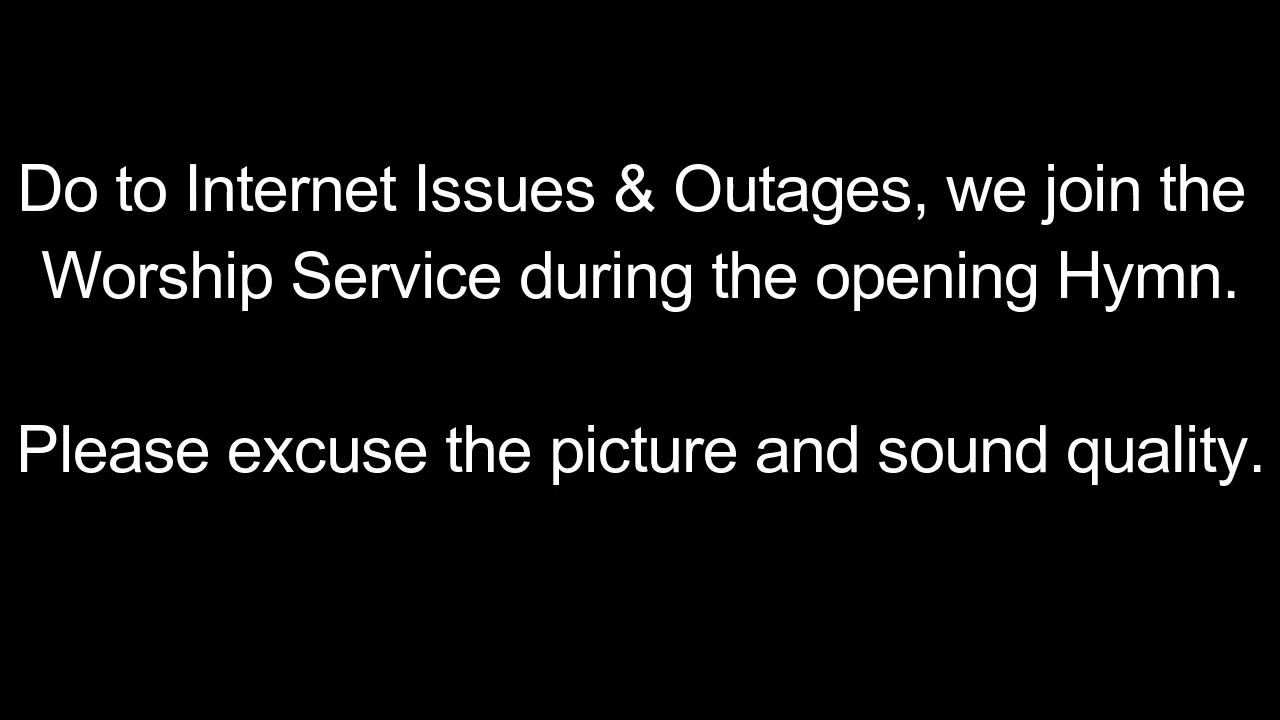 Do to Internet Issues & Outages, we join the
Worship Service during the opening Hymn.
Please excuse the picture and sound quality.